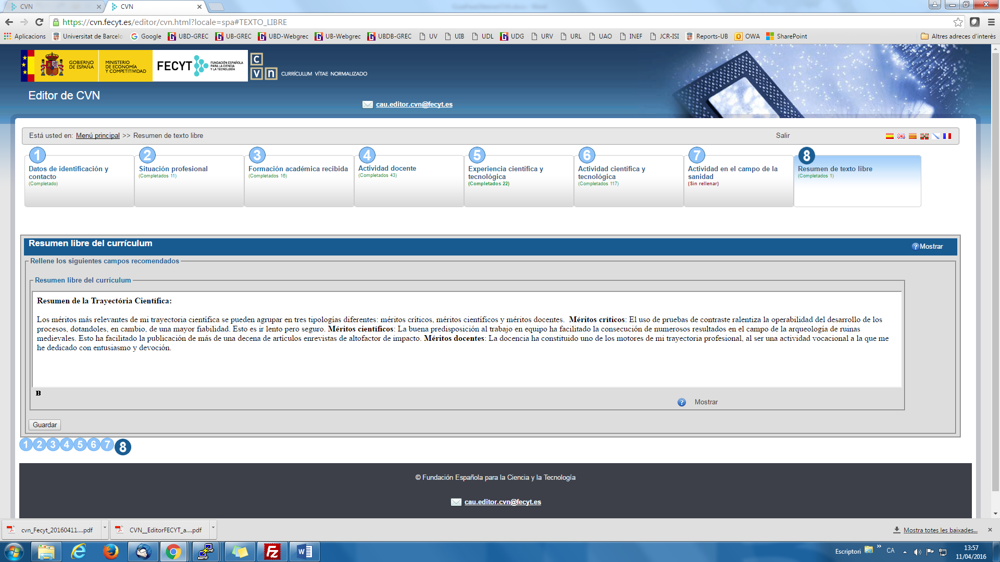 CVN
CVN
https://cvn.fecyt.es/editor/cvn.html?locale=spa#TEXTO_LIBRE
Aplicacions Universitat de Barcelo Google UBD-GREC UB-GREC UBD-Webgrec UB-Webgrec UBDB-GREC UV UIB UDL UDG URV URL UAO INEF JCR-ISI Reports-UB OWA SharePoint Altres adreces d'interès
GOBIERNO DE ESPAÑA
MINISTERIO DE ECONOMÍA Y COMPETITIVIDAD
FECYT FUNDACIÓN ESPAÑOLA PARA LA CIENCIA Y LA TECNOLOGÍA
C
V n CURRÍCULUM VÍTAE NORMALIZADO
Editor de CVN
cau.editor.cvn@fecyt.es
Está usted en: Menú principal >> Resumen de texto libre Salir
1 2 3 4 5 6 7 8
Datos de identificación y contacto
(Completado)
Situación profesional
(Completados 11)
Formación académica recibida
(Completados 16)
Actividad docente
(Completados 43)
Experiencia científica y tecnológica
(Completados 22)
Actividad científica y tecnológica
(Completados 117)
Actividad en el campo de la sanidad
(Sin rellenar)
Resumen de texto libre
(Completados 1)
Resumen libre del currículum ? Mostrar
Rellene los siguientes campos recomendados
Resumen libre del currículum
Resumen de la Trayectória Científica:
Los méritos más relevantes de mi trayectoria científica se pueden agrupar en tres tipologías diferentes: méritos críticos, méritos científicos y méritos docentes. Méritos críticos: El uso de pruebas de contraste ralentiza la operabilidad del desarrollo de los
procesos, dotandoles, en cambio, de una mayor fiabilidad. Esto es ir lento pero seguro. Méritos científicos: La buena predisposición al trabajo en equipo ha facilitado la consecución de numerosos resultados en el campo de la arqueología de ruinas
medievales. Esto ha facilitado la publicación de más de una decena de artículos enrevistas de altofactor de impacto. Méritos docentes: La docencia ha constituido uno de los motores de mi trayectoria profesional, al ser una actividad vocacional a la que me
he dedicado con entusiasmo y devoción.
B
? Mostrar
Guardar
1 2 3 4 5 6 7 8
© Fundación Española para la Ciencia y la Tecnología
cau.editor.cvn@fecyt.es
cvn_Fecyt_20160411....pdf CVN__EditorFECYT_a....pdf Mostra totes les baixades...
Escriptori » CA 13:57
11/04/2016